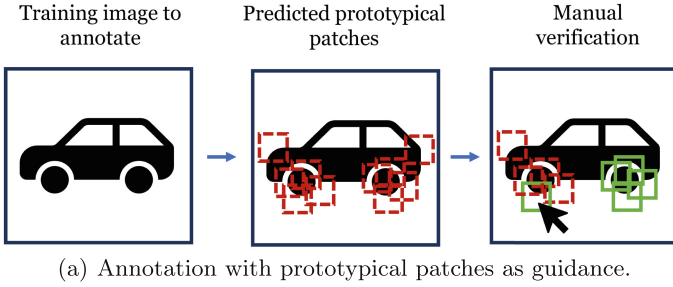 Training image to
annotate
Predicted prototypical
patches
Manual
verification
(a) Annotation with prototypical patches as guidance.